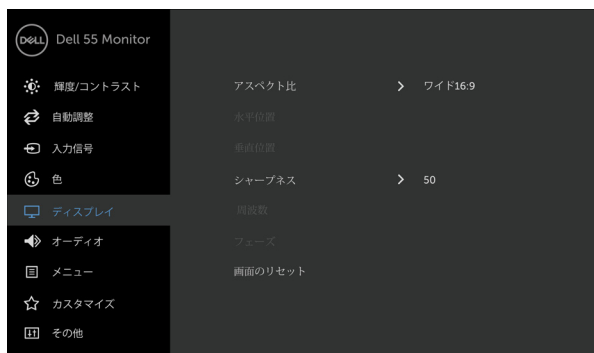 DELL
Dell 55 Monitor
輝度/コントラスト
アスペクト比 ワイド16:9
自動調整
水平位置
入力信号
垂直位置
色
シャープネス 50
ディスプレイ
周波数
オーディオ
フェーズ
メニュー
画面のリセット
カスタマイズ
その他